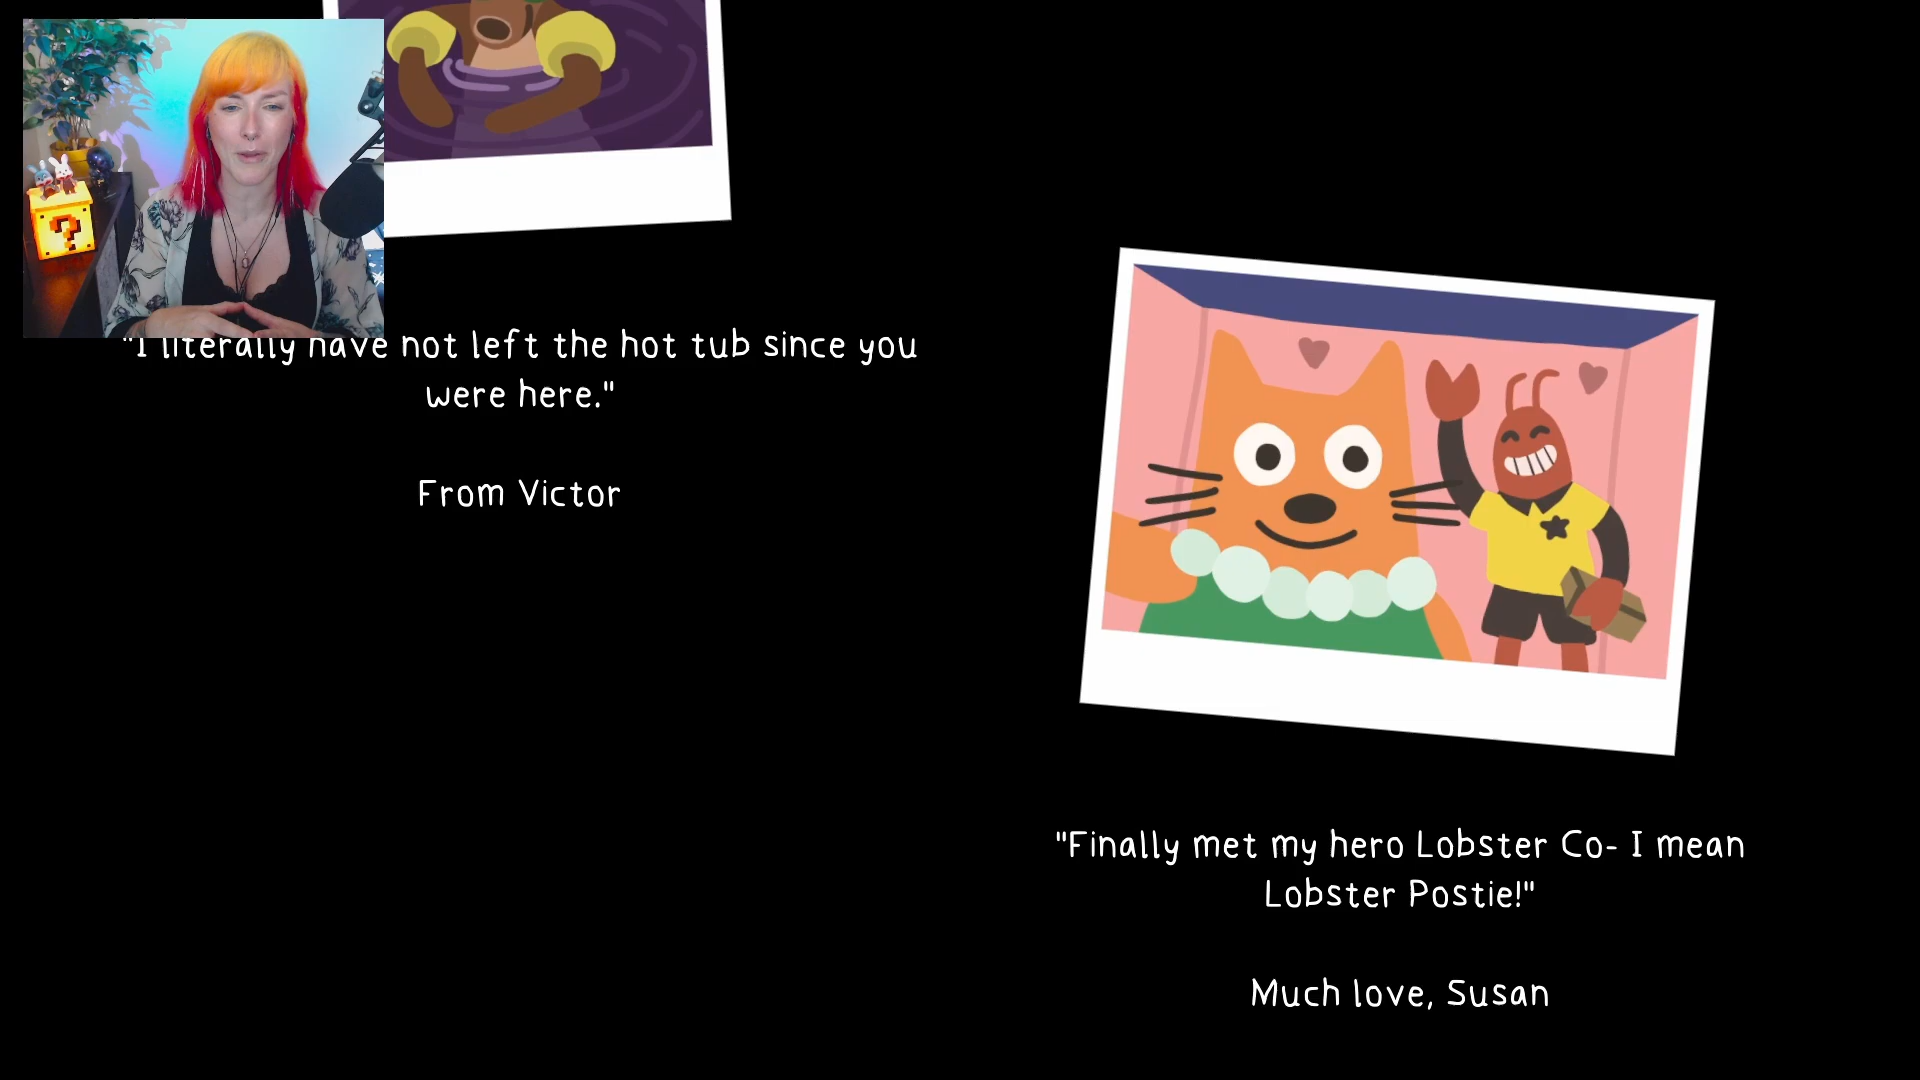 "I literally have not left the hot tub since you
were here."
From Victor
"Finally met my hero Lobster Co- I mean
Lobster Postie!"
Much love, Susan